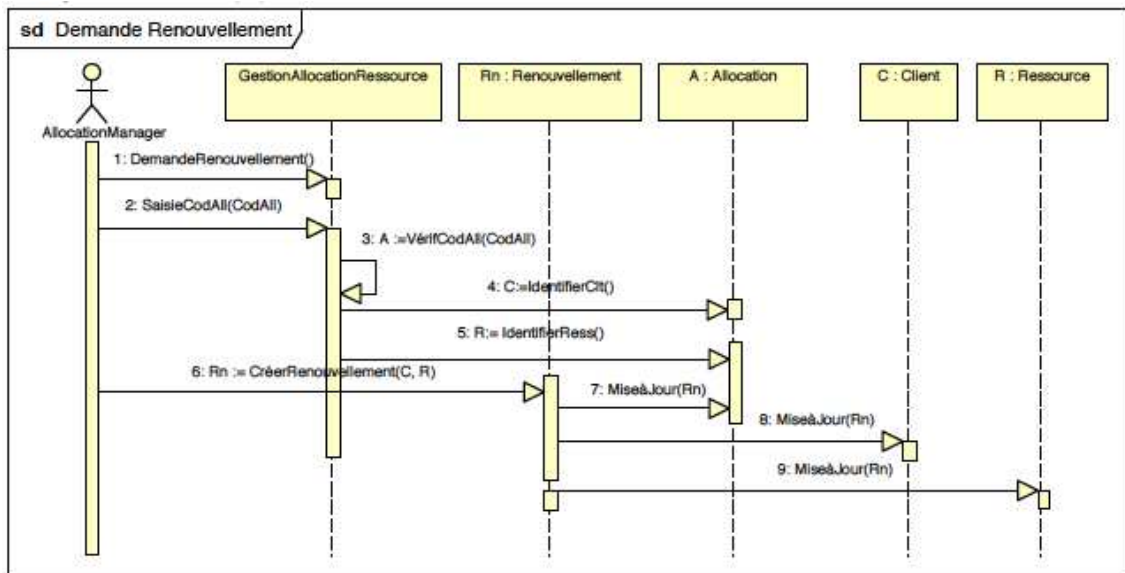 sd Demande Renouvellement
GestionAllocationRessource
Rn : Renouvellement
A : Allocation
C : Client
R : Ressource
AllocationManager
1: DemandeRenouvellement()
2: SaisieCodAll(CodAll)
3: A :=VérifCodAll(CodAll)
4: C:=IdentifierClt()
5: R:= IdentifierRess()
6: Rn := CréerRenouvellement(C, R)
7: MiseàJour(Rn)
8: MiseàJour(Rn)
9: MiseàJour(Rn)